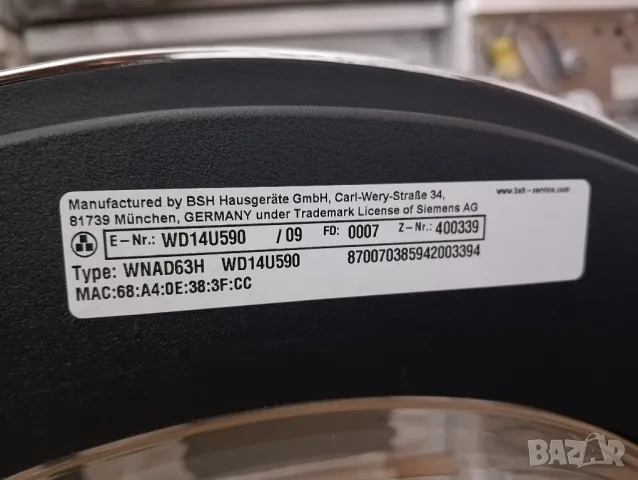 Manufactured by BSH Hausgeräte GmbH, Carl-Wery-Straße 34,
www.bsh-service.com
81739 München, GERMANY under Trademark License of Siemens AG
E-Nr.: WD14U590 / 09 FD: 0007 Z-Nr.: 400339
Type: WNAD63H WD14U590 870070385942003394
MAC:68:A4:0E:38:3F:CC
BAZAR